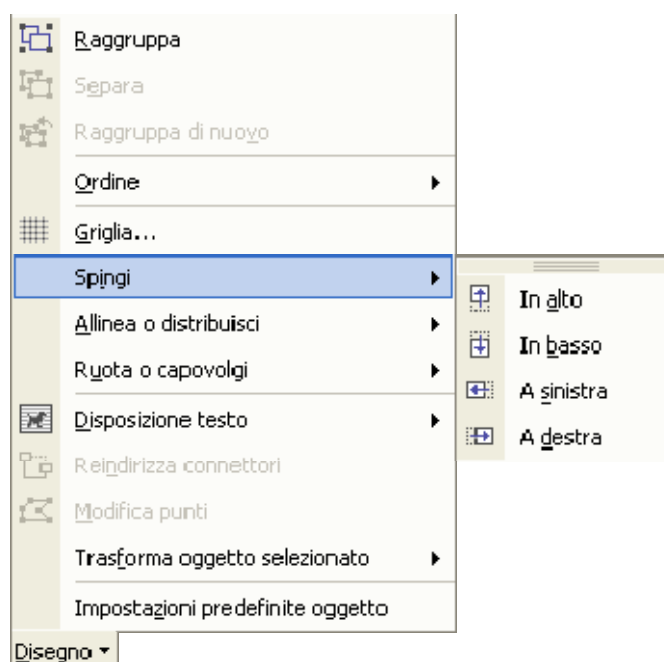 Raggruppa
Separa
Raggruppa di nuovo
Ordine
Griglia...
Spingi
Allinea o distribuisci
Ruota o capovolgi
Disposizione testo
Reindirizza connettori
Modifica punti
Trasforma oggetto selezionato
Impostazioni predefinite oggetto
Disegno
In alto
In basso
A sinistra
A destra